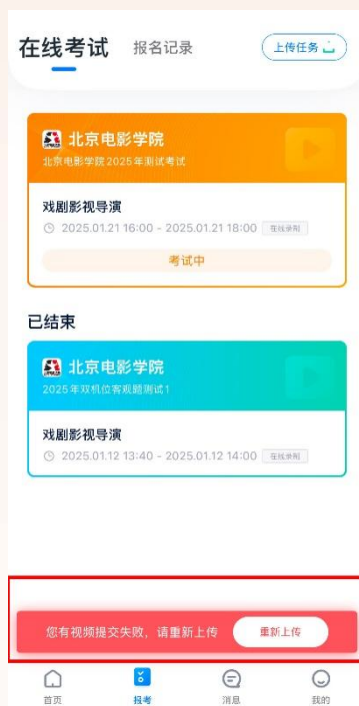 在线考试 报名记录 上传任务
北京电影学院
北京电影学院2025年测试考试
戏剧影视导演
2025.01.21 16:00 - 2025.01.21 18:00 在线录制
考试中
已结束
北京电影学院
2025年双机位客观题测试1
戏剧影视导演
2025.01.12 13:40 - 2025.01.12 14:00 在线录制
您有视频提交失败，请重新上传 重新上传
首页 报考 消息 我的